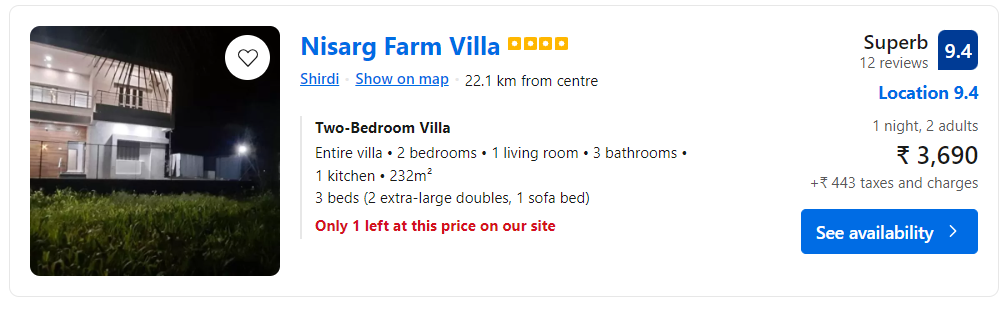 Nisarg Farm Villa
Shirdi · Show on map · 22.1 km from centre
Two-Bedroom Villa
Entire villa • 2 bedrooms • 1 living room • 3 bathrooms •
1 kitchen • 232m²
3 beds (2 extra-large doubles, 1 sofa bed)
Only 1 left at this price on our site
Superb 9.4
12 reviews
Location 9.4
1 night, 2 adults
₹ 3,690
+₹ 443 taxes and charges
See availability